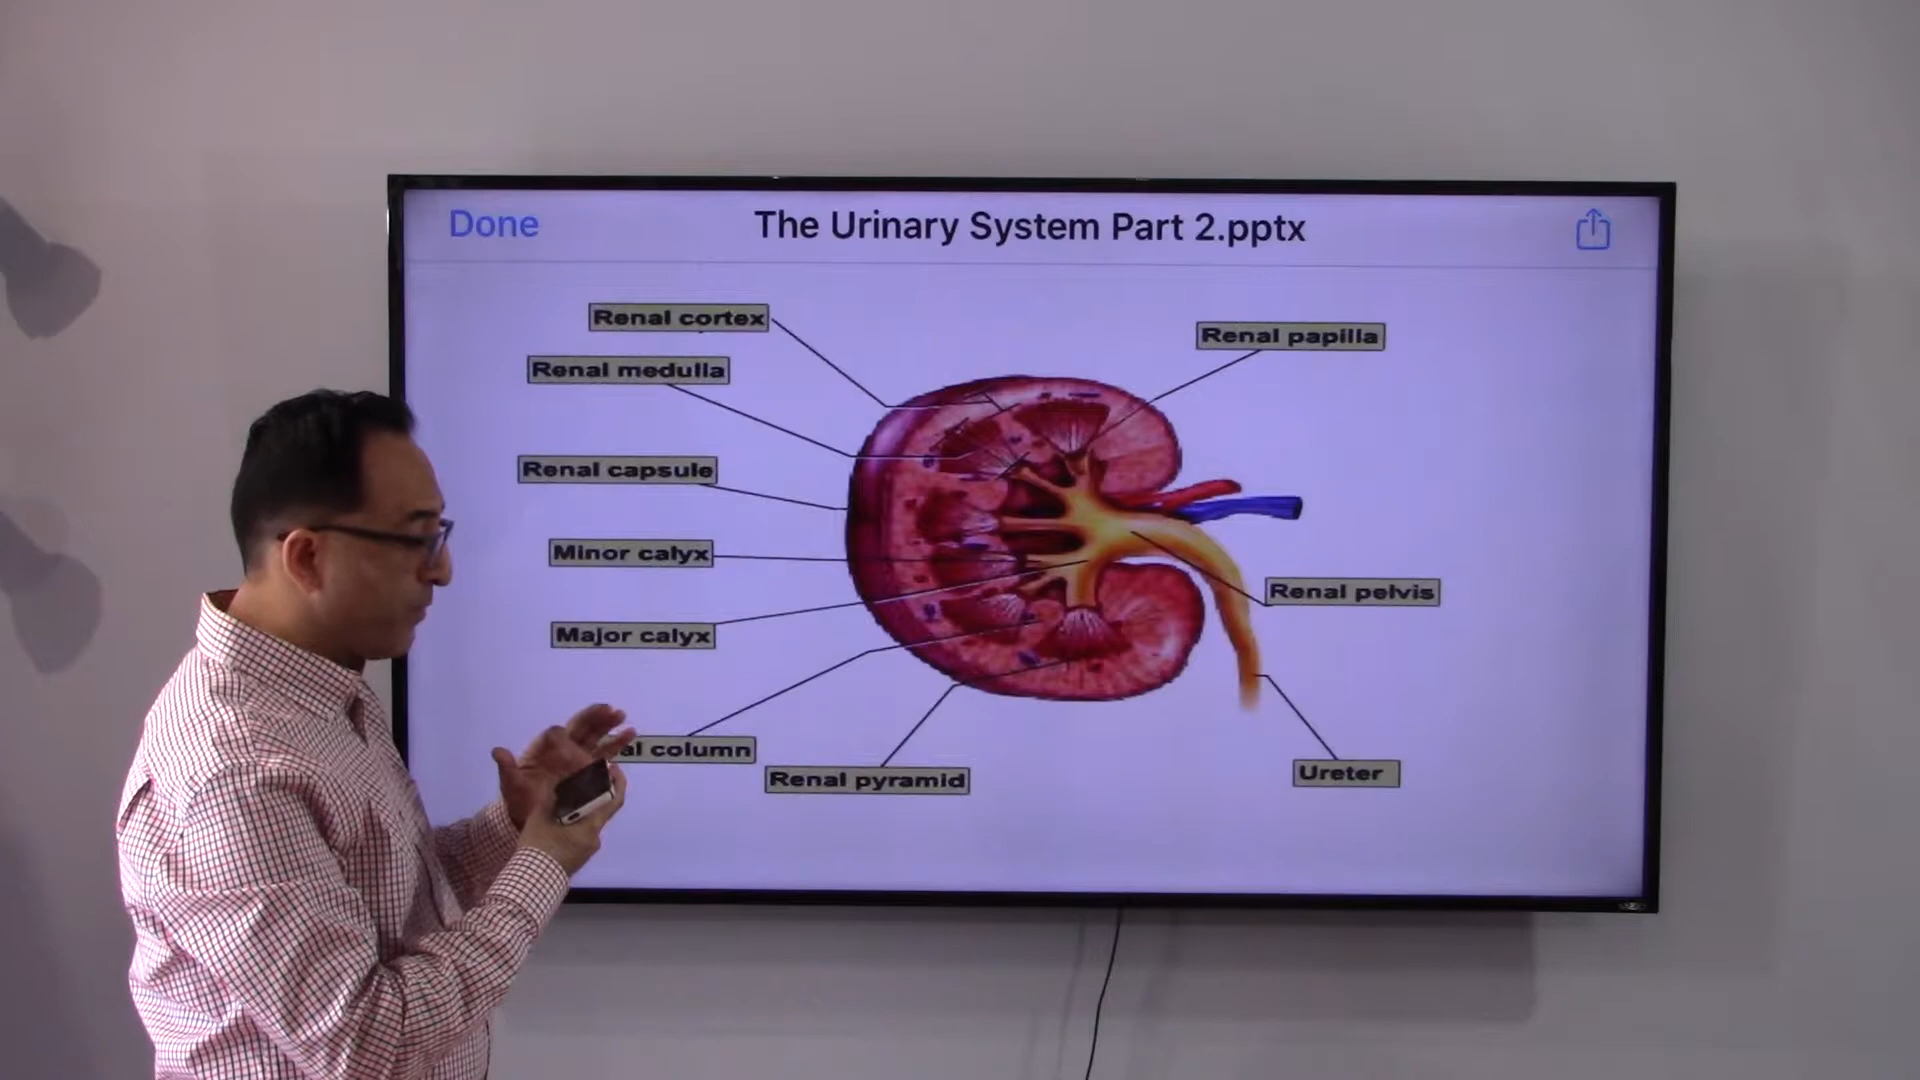 Done
The Urinary System Part 2.pptx
Renal cortex
Renal papilla
Renal medulla
Renal capsule
Minor calyx
Renal pelvis
Major calyx
column
Renal pyramid
Ureter